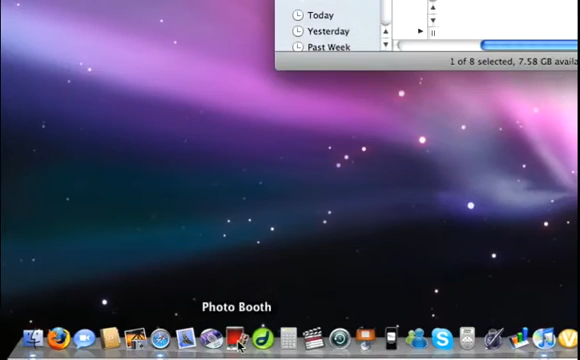 Today
Yesterday
Past Week
1 of 8 selected, 7.58 GB availa
Photo Booth